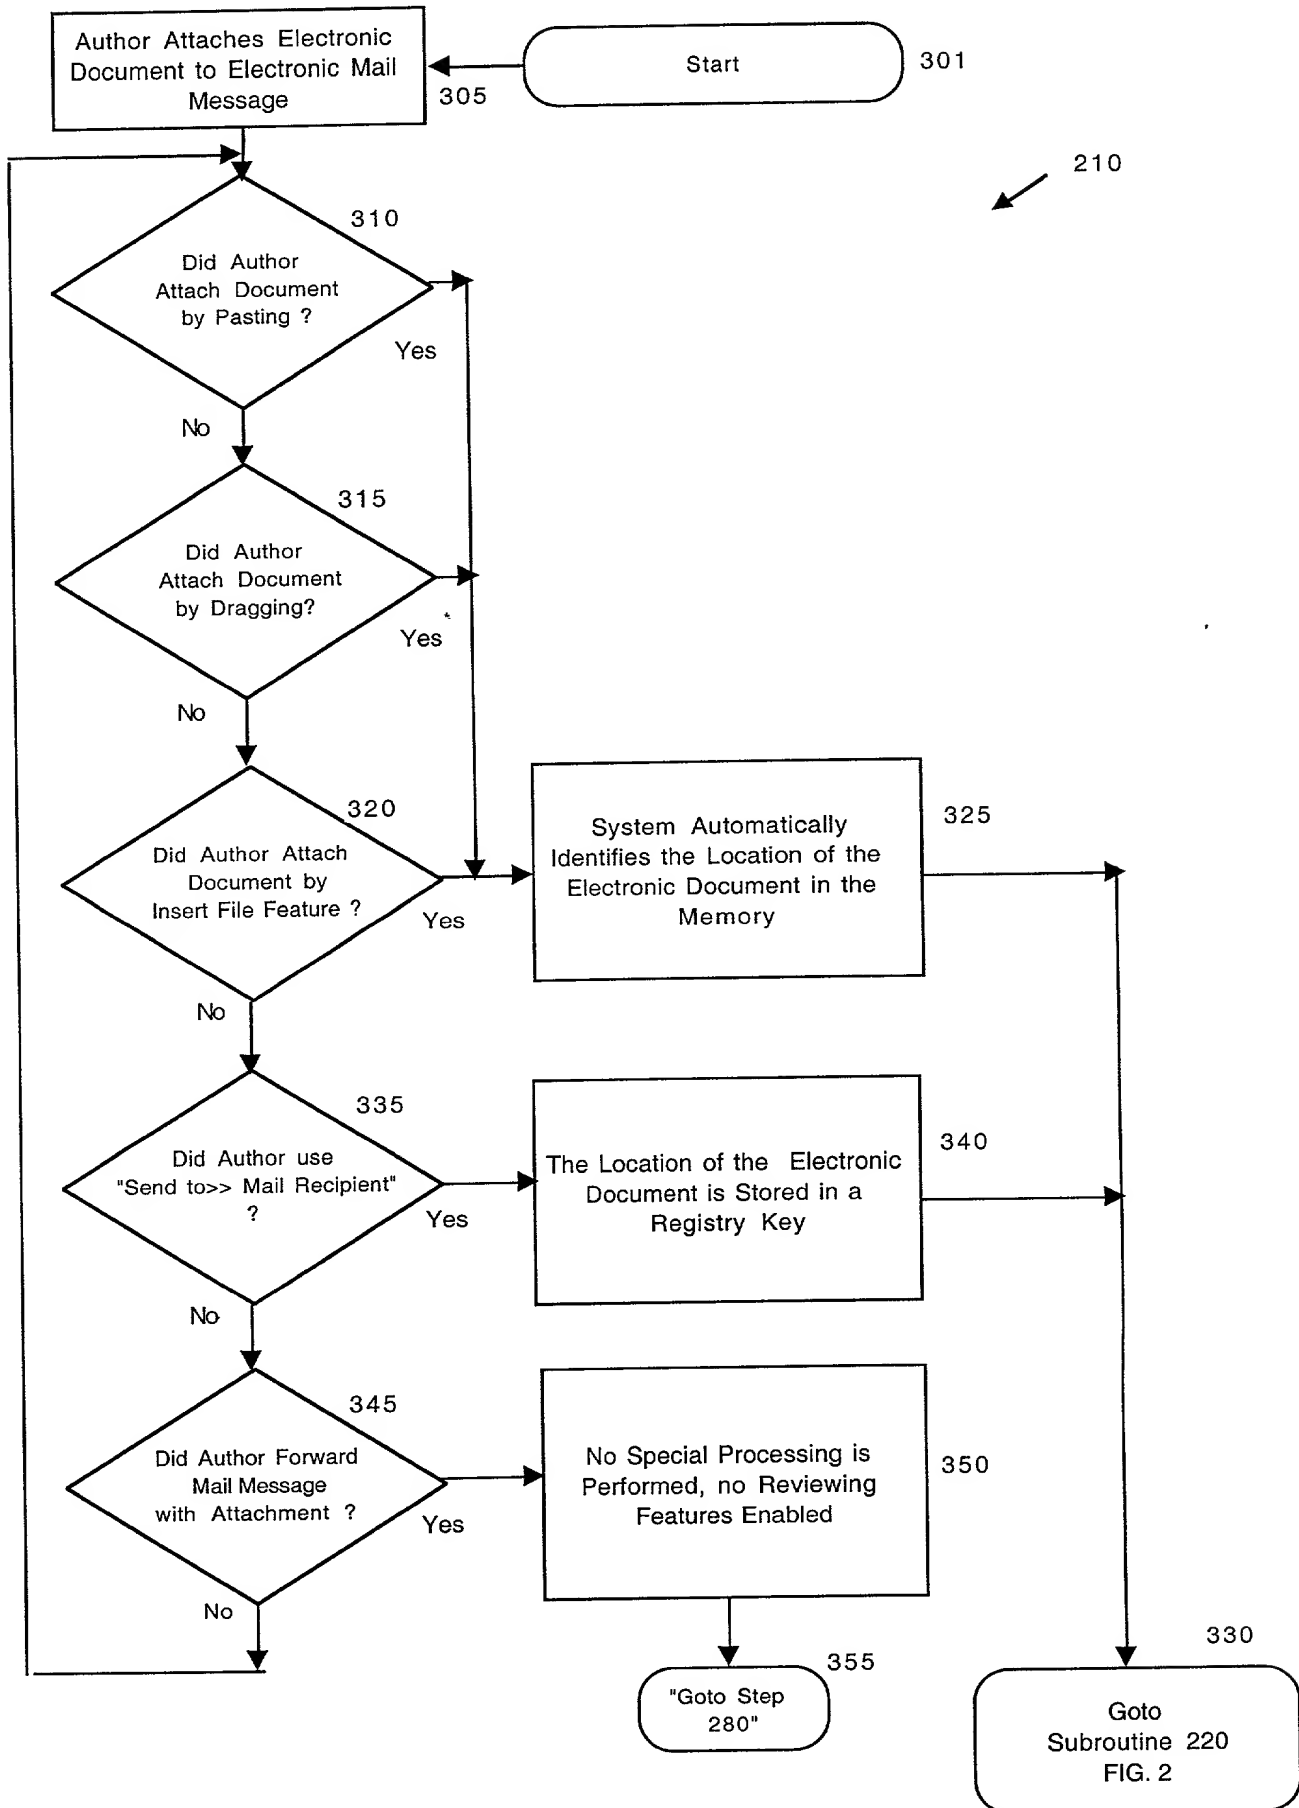 Author Attaches Electronic
Document to Electronic Mail
Message
305
Start
301
210
310
Did Author
Attach Document
by Pasting ?
Yes
No
315
Did Author
Attach Document
by Dragging?
Yes
No
320
Did Author Attach
Document by
Insert File Feature ?
Yes
No
System Automatically
Identifies the Location of the
Electronic Document in the
Memory
325
335
Did Author use
"Send to>> Mail Recipient"
?
Yes
No
The Location of the Electronic
Document is Stored in a
Registry Key
340
345
Did Author Forward
Mail Message
with Attachment ?
Yes
No
No Special Processing is
Performed, no Reviewing
Features Enabled
350
355
"Goto Step
280"
330
Goto
Subroutine 220
FIG. 2